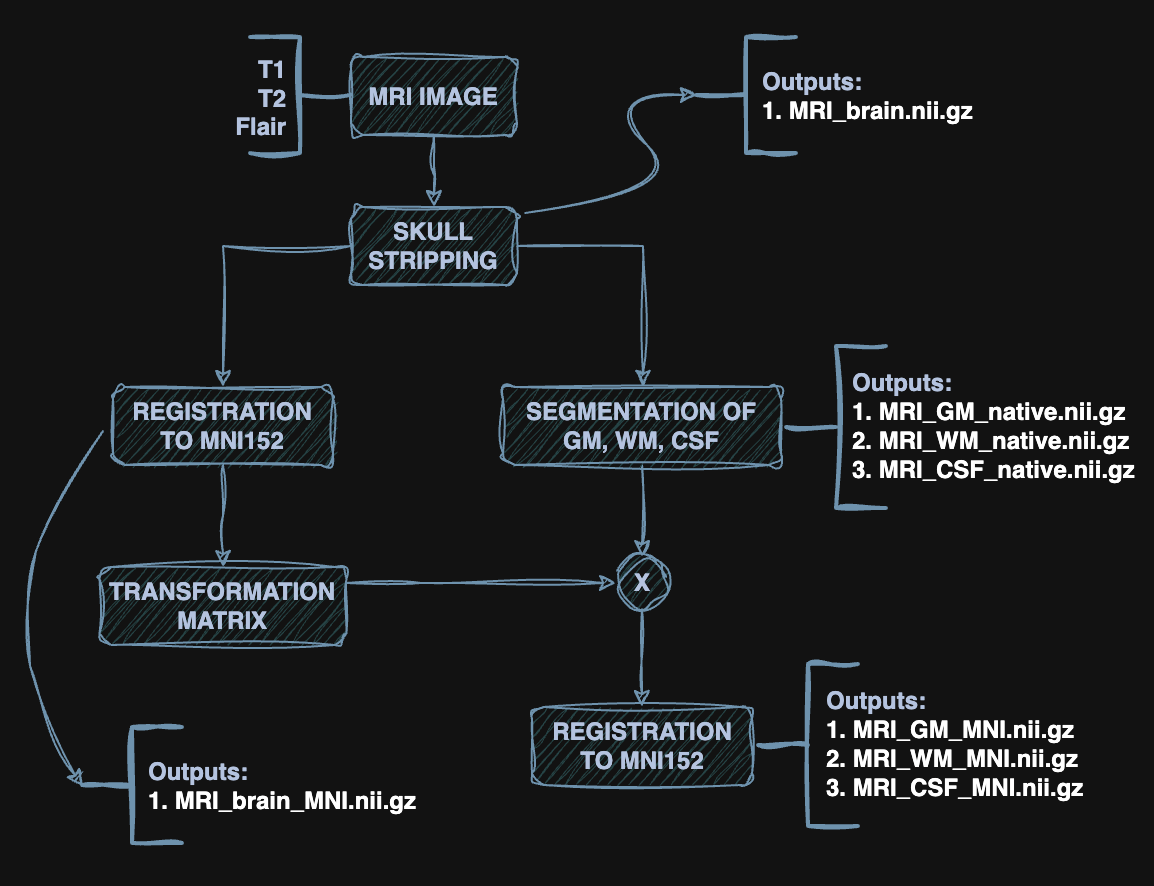 T1
T2
Flair
MRI IMAGE
Outputs:
1. MRI_brain.nii.gz
SKULL
STRIPPING
REGISTRATION
TO MNI152
SEGMENTATION OF
GM, WM, CSF
Outputs:
1. MRI_GM_native.nii.gz
2. MRI_WM_native.nii.gz
3. MRI_CSF_native.nii.gz
TRANSFORMATION
MATRIX
X
REGISTRATION
TO MNI152
Outputs:
1. MRI_GM_MNI.nii.gz
2. MRI_WM_MNI.nii.gz
3. MRI_CSF_MNI.nii.gz
Outputs:
1. MRI_brain_MNI.nii.gz